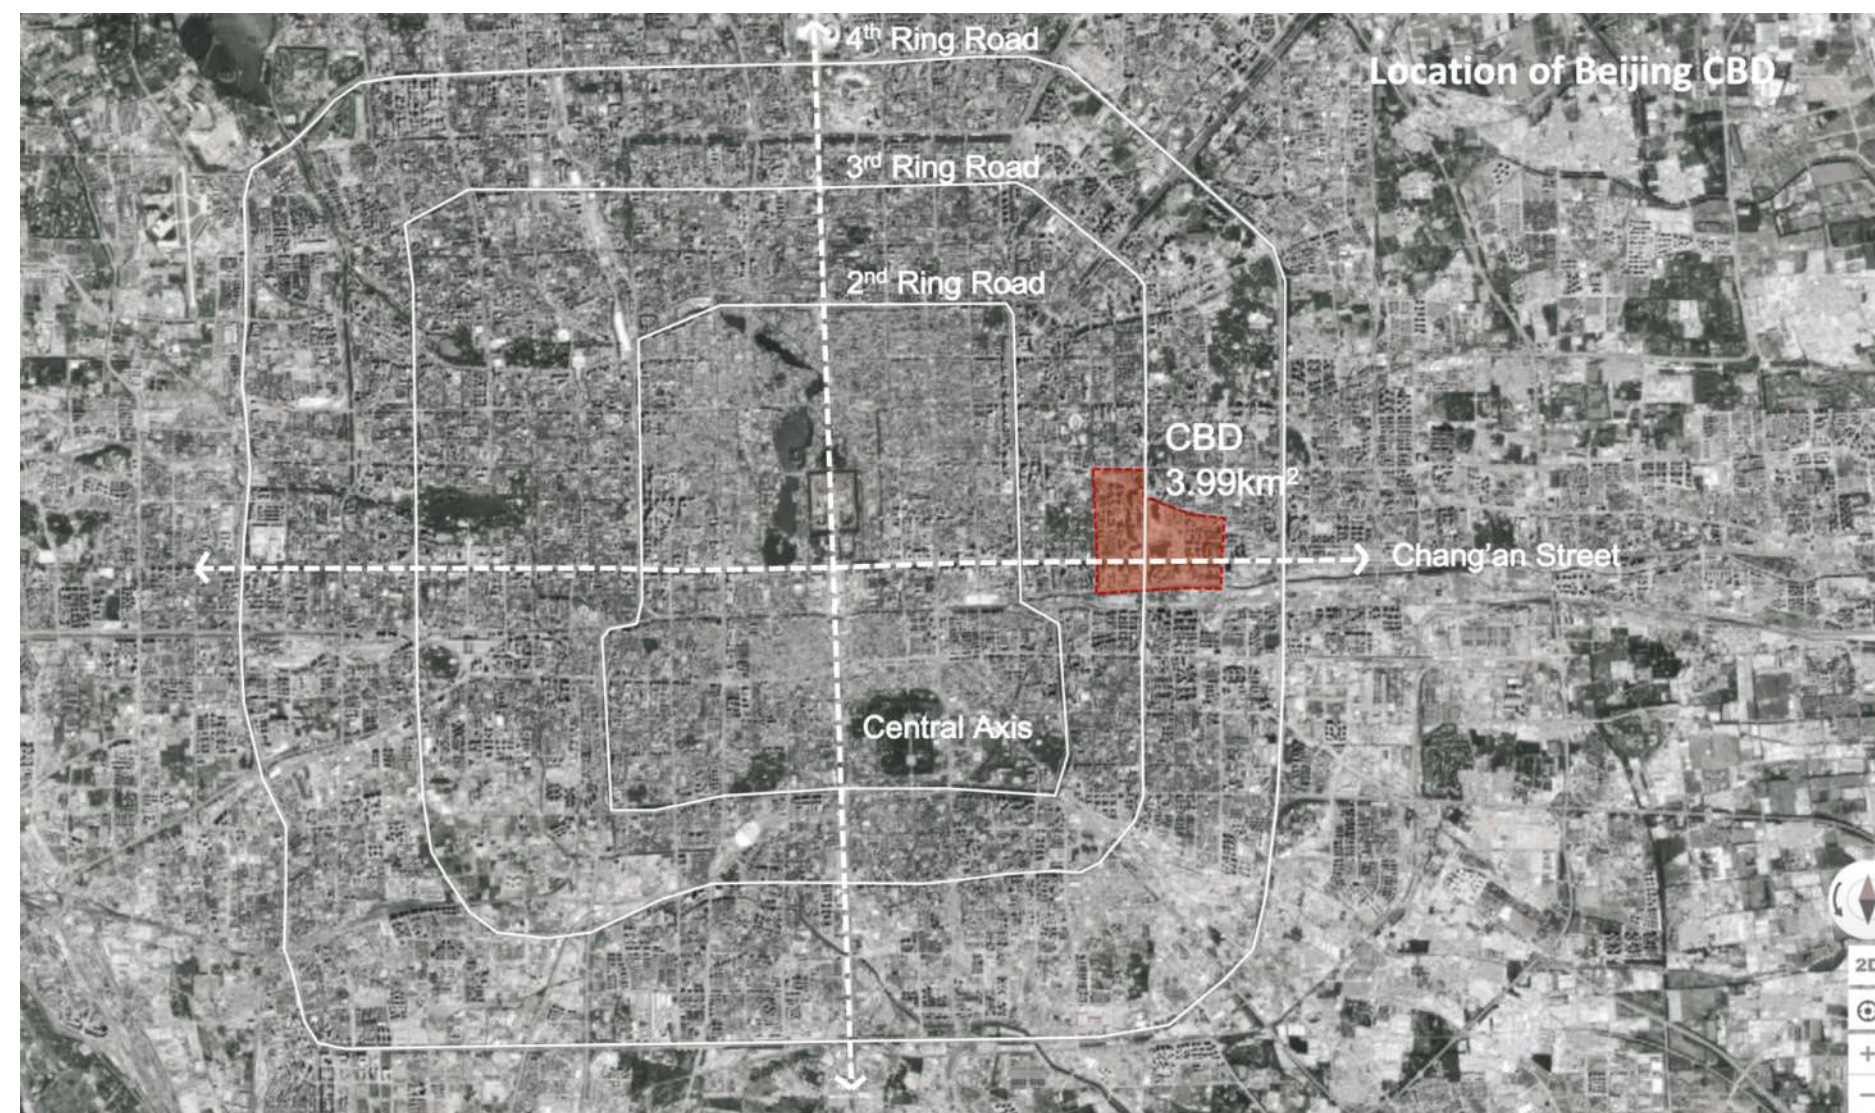 4th Ring Road
Location of Beijing CBD
3rd Ring Road
2nd Ring Road
CBD
3.99km²
Chang'an Street
Central Axis
2D
+